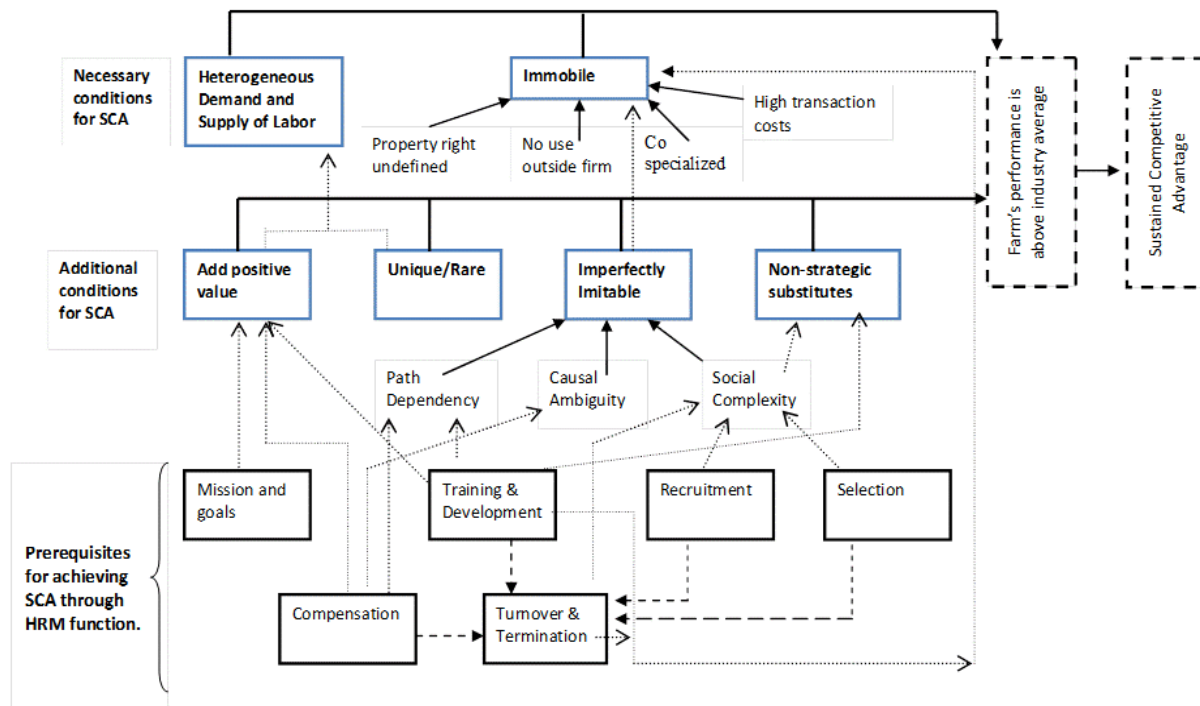 Necessary
conditions
for SCA
Heterogeneous
Demand and
Supply of Labor
Immobile
Property right
undefined
No use
outside firm
Co
specialized
High transaction
costs
Farm's performance is
above industry average
Sustained Competitive
Advantage
Additional
conditions
for SCA
Add positive
value
Unique/Rare
Imperfectly
Imitable
Non-strategic
substitutes
Path
Dependency
Causal
Ambiguity
Social
Complexity
Prerequisites
for achieving
SCA through
HRM function.
Mission and
goals
Training &
Development
Recruitment
Selection
Compensation
Turnover &
Termination